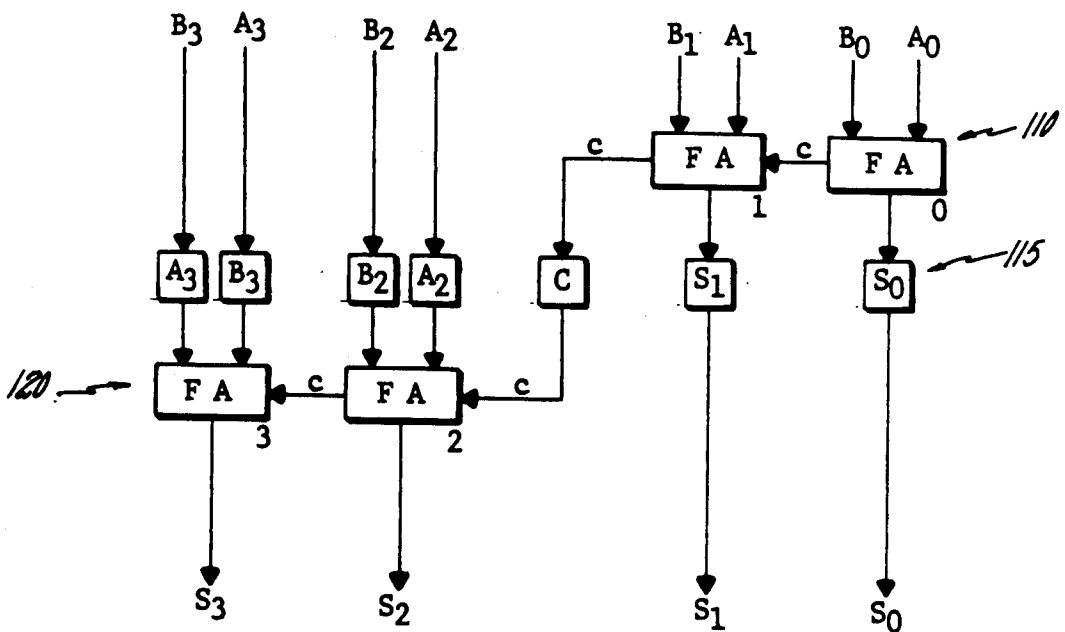 B3 A3 B2 A2 B1 A1 B0 A0
110
F A c F A
c 1 0
A3 B3 B2 A2 C S1 S0
115
120
F A c F A c
3 2
S3 S2 S1 S0